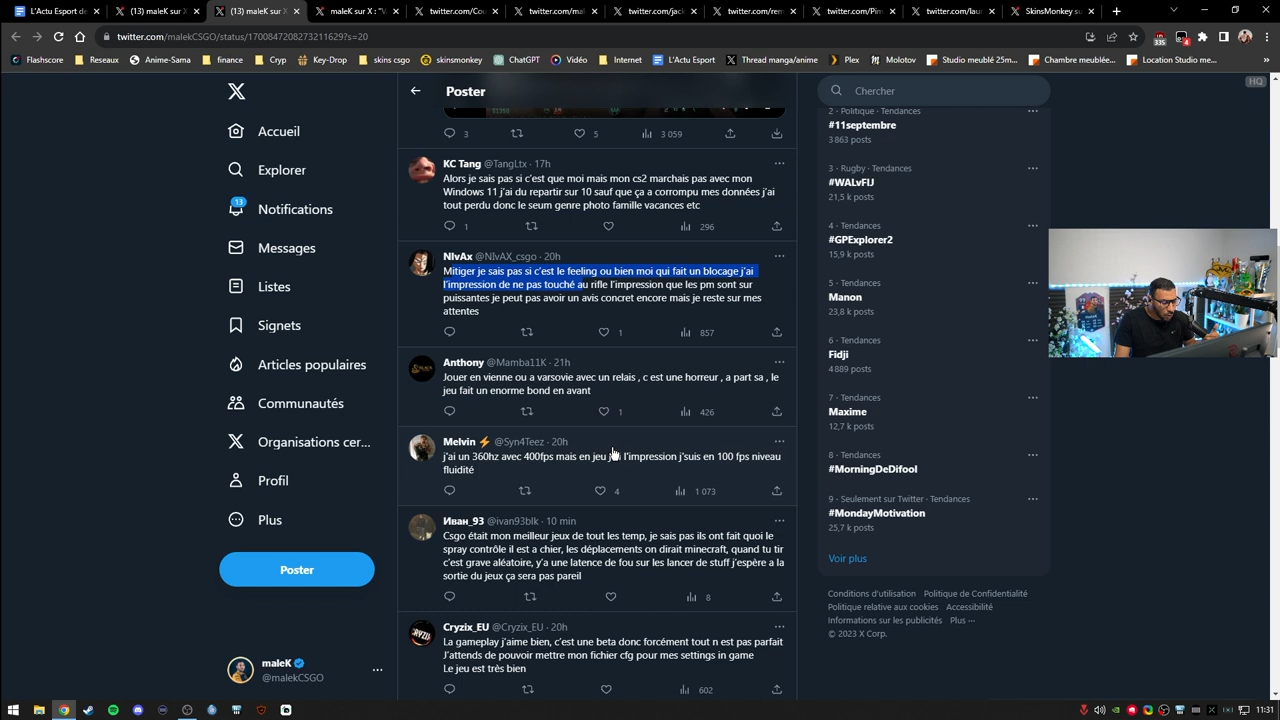 L'Actu Esport de
(13) maleK su
(13) maleK su
maleK sur X : "V
twitter.com/Cou
twitter.com/mal
twitter.com/jack
twitter.com/
twitter.com/Pim
twitter.com/laur
SkinsMonkey su
twitter.com/malekCSGO/status/1700847208273211629?s=20
335
4
Flashscore
Reseaux
Anime-Sama
finance
Cryp
Key-Drop
skins csgo
skinsmonkey
ChatGPT
Vidéo
Internet
L'Actu Esport
Thread manga/anime
Plex
Molotov
Studio meublé 25m...
Chambre meublée...
Location Studio me...
HQ
Accueil
Explorer
13
Notifications
Messages
Listes
Signets
Articles populaires
Communautés
Organisations cer...
Profil
Plus
Poster
maleK
@malekCSGO
Poster
3
5
3 059
KC Tang @TangLtx · 17h
Alors je sais pas si c'est que moi mais mon cs2 marchais pas avec mon
Windows 11 j'ai du repartir sur 10 sauf que ça a corrompu mes données j'ai
tout perdu donc le seum genre photo famille vacances etc
1
296
NIvAx @NIvAX_csgo · 20h
Mitiger je sais pas si c'est le feeling ou bien moi qui fait un blocage j'ai
l'impression de ne pas touché au rifle l'impression que les pm sont sur
puissante je peut pas avoir un avis concret encore mais je reste sur mes
attentes
1
857
Anthony @Mamba11K · 21h
Jouer en vienne ou a varsovie avec un relais , c est une horreur , a part sa , le
jeu fait un enorme bond en avant
1
426
Melvin ⚡ @Syn4Teez · 20h
j'ai un 360hz avec 400fps mais en jeu j'ai l'impression j'suis en 100 fps niveau
fluidité
4
1 073
Иван_93 @ivan93blk · 10 min
Csgo était mon meilleur jeux de tout les temp, je sais pas ils ont fait quoi le
spray contrôle il est a chier, les déplacements on dirait minecraft, quand tu tir
c'est grave aléatoire, y'a une latence de fou sur les lancer de stuff j'espère a la
sortie du jeux ça sera pas pareil
8
Cryzix_EU @Cryzix_EU · 20h
La gameplay j'aime bien, c'est une beta donc forcément tout n est pas parfait
J'attends de pouvoir mettre mon fichier cfg pour mes settings in game
Le jeu est très bien
602
Chercher
2 · Politique · Tendances
#11septembre
3 863 posts
3 · Rugby · Tendances
#WALvFIJ
21,5 k posts
4 · Tendances
#GPExplorer2
15,9 k posts
5 · Tendances
Manon
23,8 k posts
6 · Tendances
Fidji
4 889 posts
7 · Tendances
Maxime
12,7 k posts
8 · Tendances
#MorningDeDifool
9 · Seulement sur Twitter · Tendances
#MondayMotivation
25,7 k posts
Voir plus
Conditions d'utilisation Politique de Confidentialité
Politique relative aux cookies Accessibilité
Informations sur les publicités Plus ···
© 2023 X Corp.
11:31